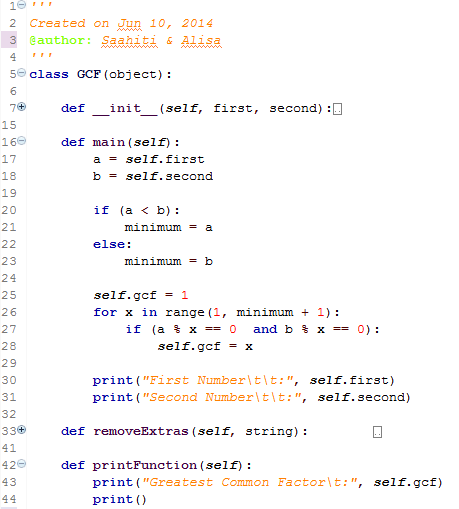 1 '''
2 Created on Jun 10, 2014
3 @author: Saahiti & Alisa
4 '''
5 class GCF(object):
6
7     def __init__(self, first, second):
15
16     def main(self):
17         a = self.first
18         b = self.second
19
20         if (a < b):
21             minimum = a
22         else:
23             minimum = b
24
25         self.gcf = 1
26         for x in range(1, minimum + 1):
27             if (a % x == 0  and b % x == 0):
28                 self.gcf = x
29
30         print("First Number\t\t:", self.first)
31         print("Second Number\t\t:", self.second)
32
33     def removeExtras(self, string):
41
42     def printFunction(self):
43         print("Greatest Common Factor\t:", self.gcf)
44         print()